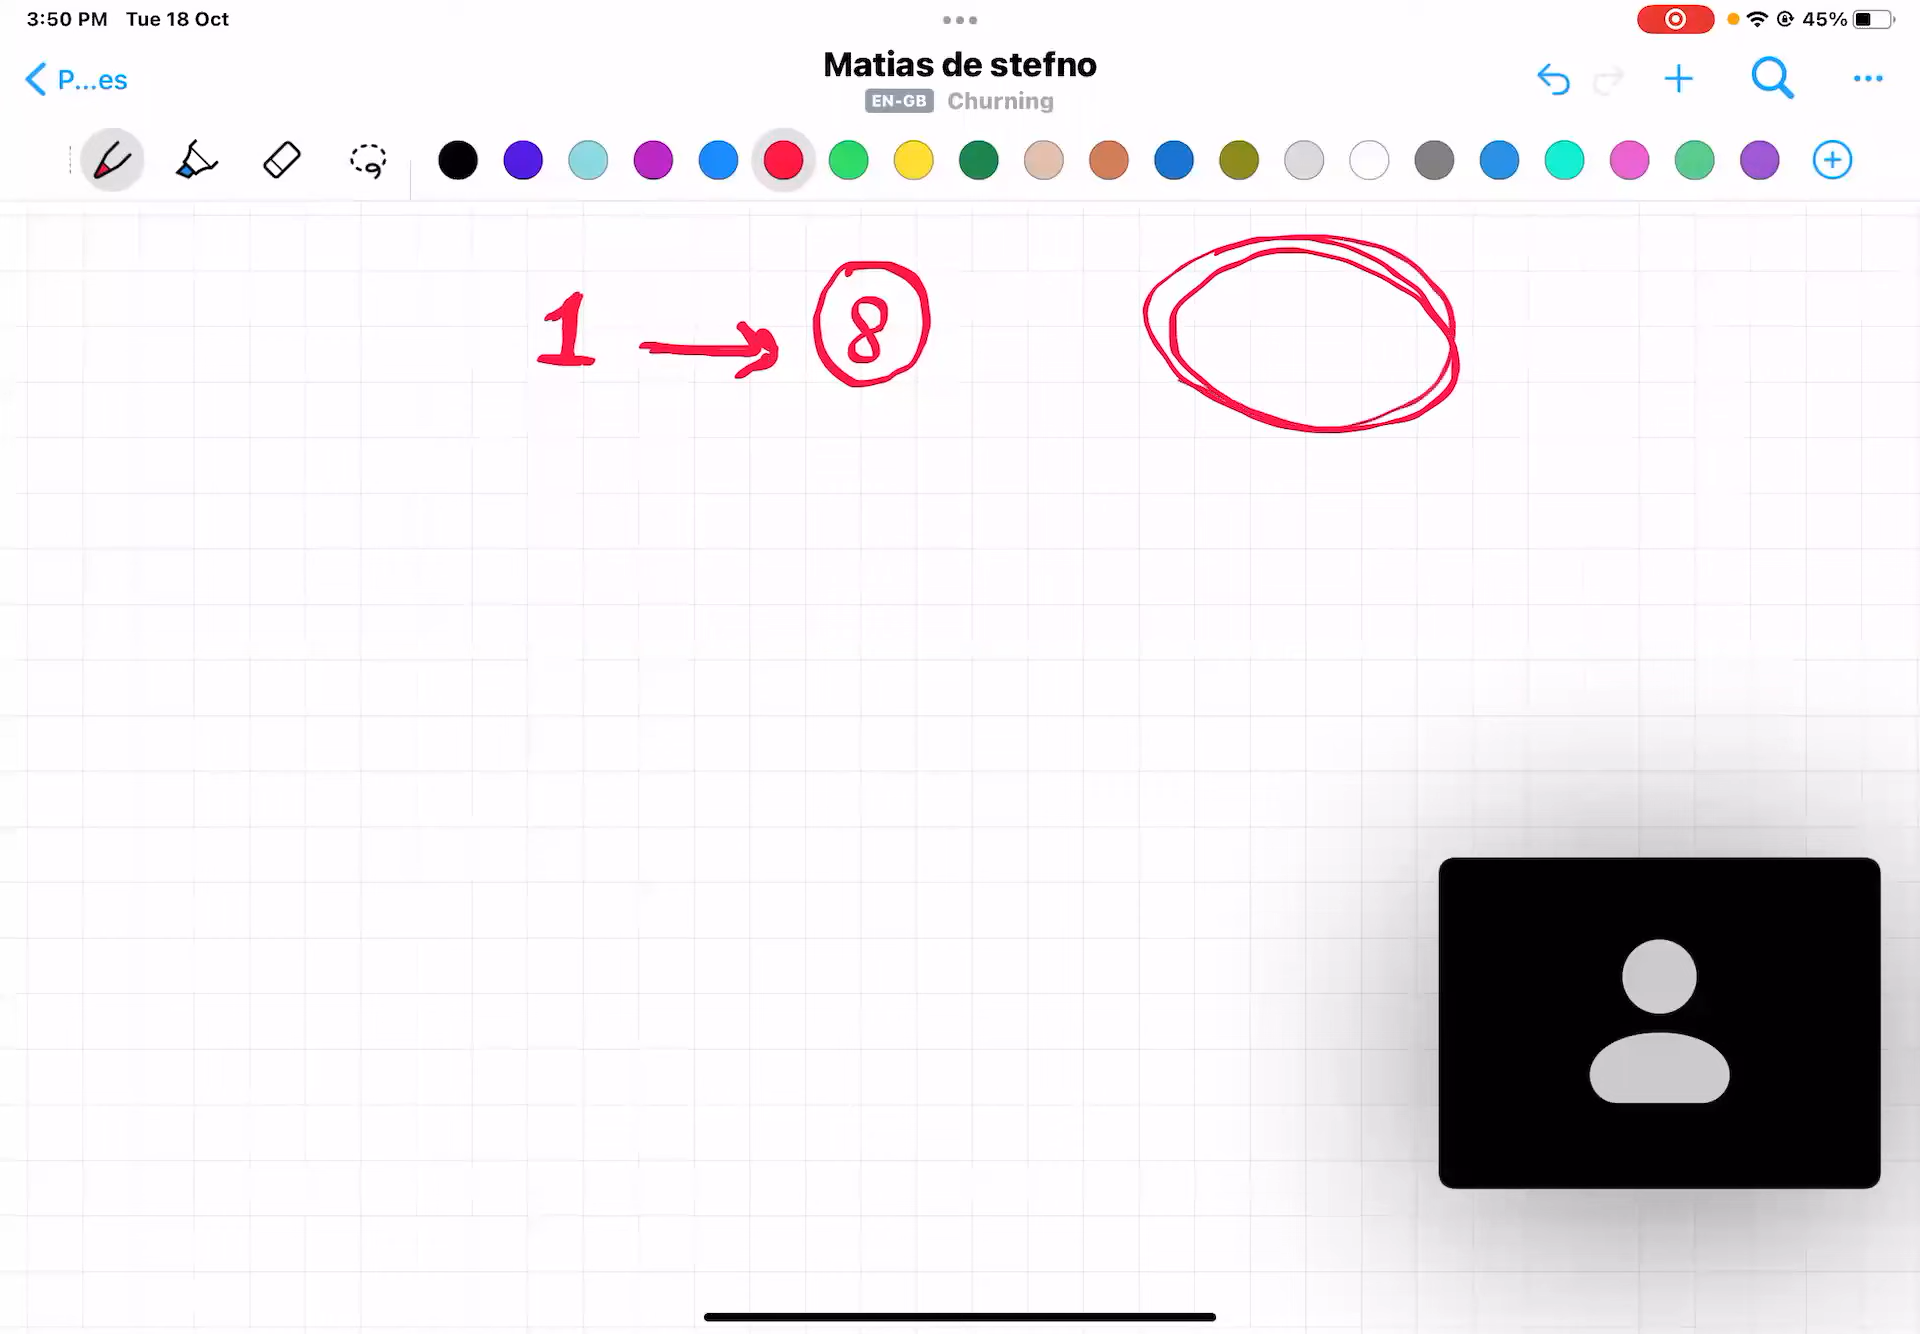 3:50 PM Tue 18 Oct
45%
P...es
Matias de stefno
EN-GB Churning
1 → 8